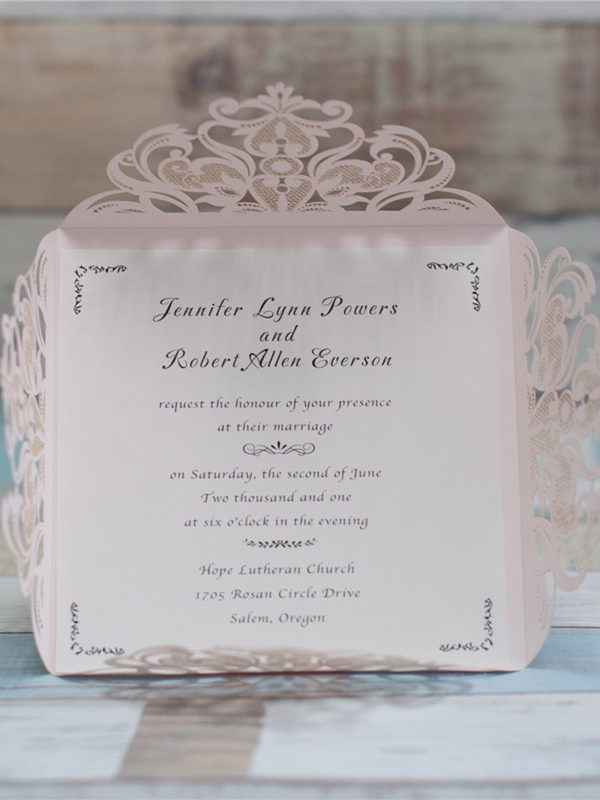 Jennifer Lynn Powers
and
Robert Allen Everson
request the honour of your presence
at their marriage
on Saturday, the second of June
Two thousand and one
at six o'clock in the evening
Hope Lutheran Church
1705 Rosan Circle Drive
Salem, Oregon